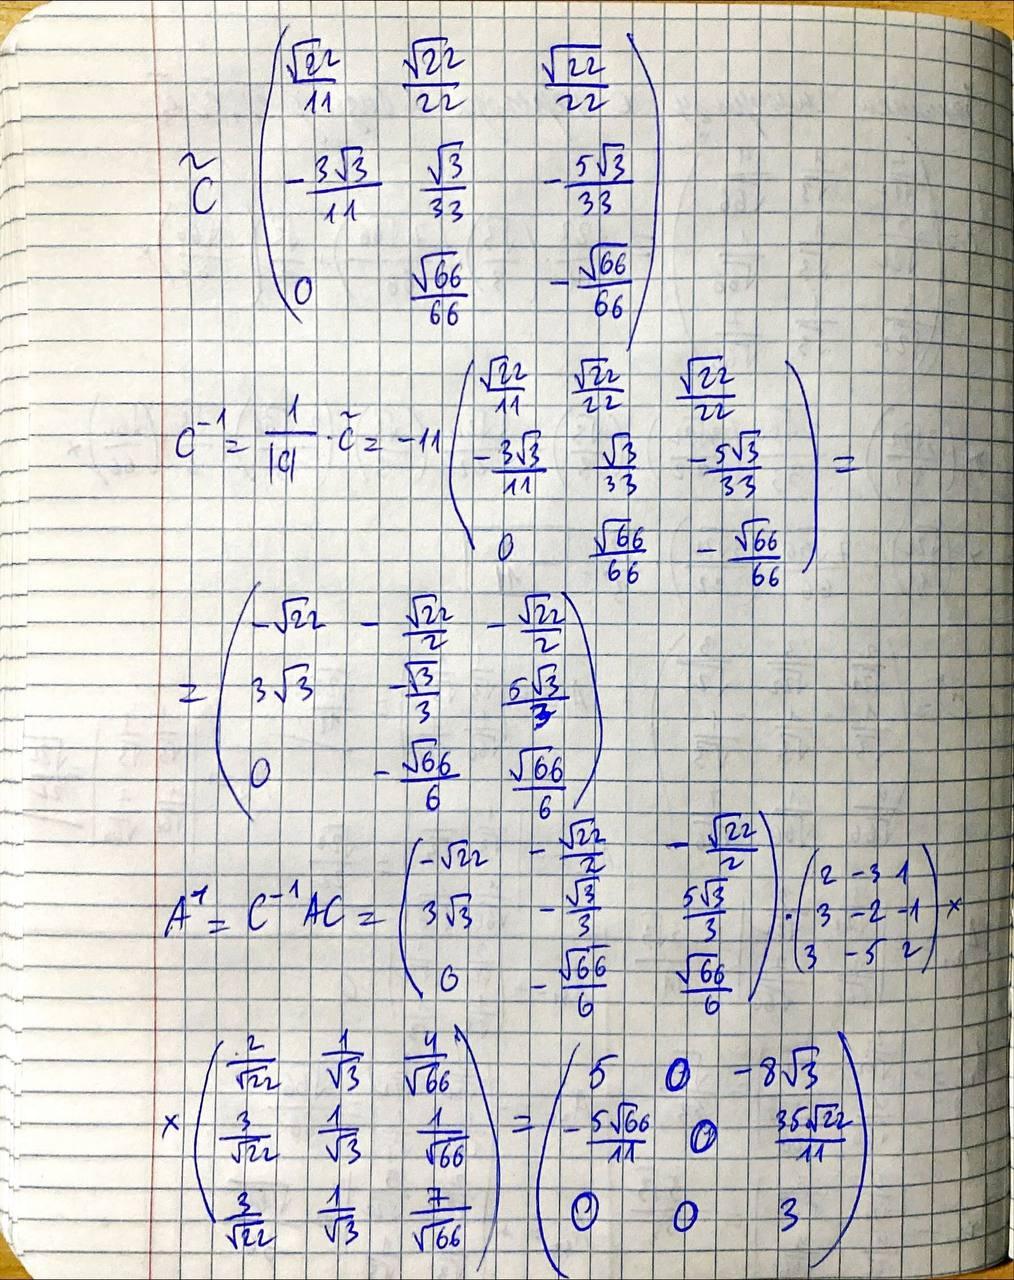 C̃ ( √22/11 √22/22 √22/22
-3√3/11 √3/33 -5√3/33
0 √66/66 -√66/66 )
C⁻¹ = 1/|C| · C̃ = -11 ( √22/11 √22/22 √22/22
-3√3/11 √3/33 -5√3/33
0 √66/66 -√66/66 ) =
= ( -√22 -√22/2 -√22/2
3√3 -√3/3 5√3/3
0 -√66/6 √66/6 )
A¹ = C⁻¹AC = ( -√22 -√22/2 -√22/2
3√3 -√3/3 5√3/3
0 -√66/6 √66/6 ) · ( 2 -3 1
3 -2 -1
3 -5 2 ) ×
× ( 2/√22 1/√3 4/√66
3/√22 1/√3 1/√66
3/√22 1/√3 7/√66 ) = ( 5 0 -8√3
-5√66/11 0 35√22/11
0 0 3 )